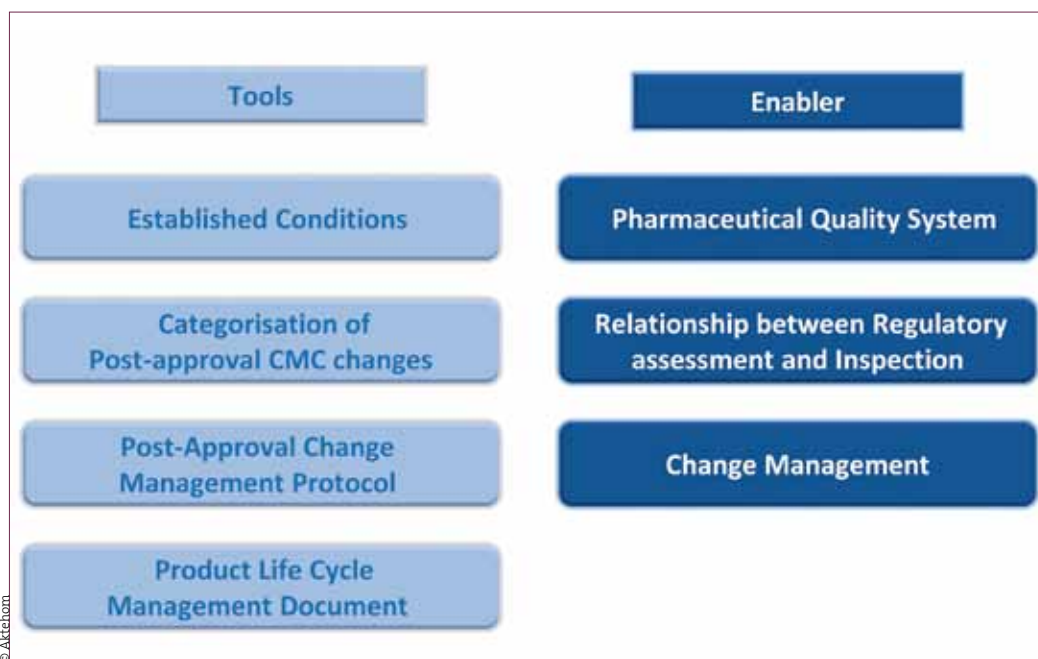 Tools
Established Conditions
Categorisation of
Post-approval CMC changes
Post-Approval Change
Management Protocol
Product Life Cycle
Management Document
Enabler
Pharmaceutical Quality System
Relationship between Regulatory
assessment and Inspection
Change Management
© Aktehom